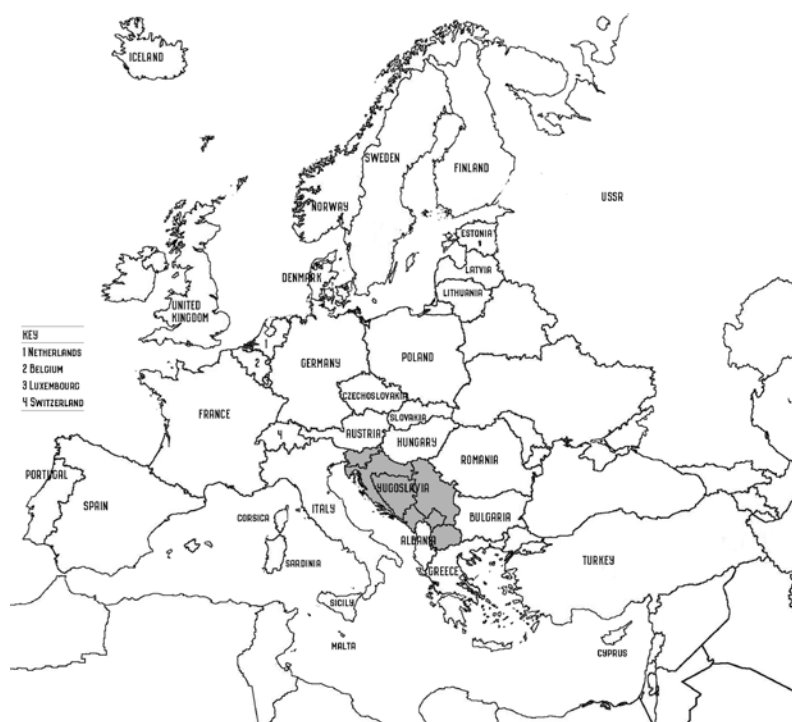 ICELAND
SWEDEN
FINLAND
NORWAY
USSR
ESTONIA
LATVIA
DENMARK
LITHUANIA
UNITED
KINGDOM
KEY
1 NETHERLANDS
2 BELGIUM
3 LUXEMBOURG
4 SWITZERLAND
1
2
3
GERMANY
POLAND
CZECHOSLOVAKIA
FRANCE
SLOVAKIA
4
AUSTRIA
HUNGARY
ROMANIA
PORTUGAL
SPAIN
YUGOSLAVIA
ITALY
CORSICA
BULGARIA
ALBANIA
SARDINIA
GREECE
TURKEY
SICILY
MALTA
CYPRUS